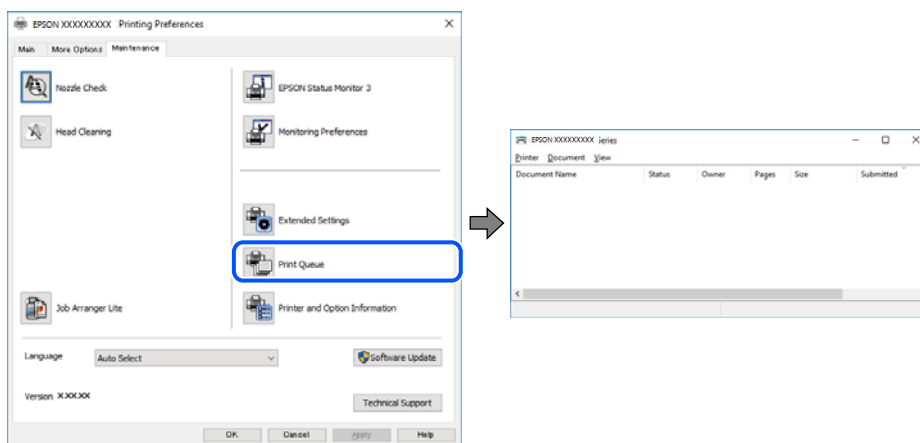 EPSON XXXXXXXXX Printing Preferences
Main More Options Maintenance
Nozzle Check
Head Cleaning
Job Arranger Lite
EPSON Status Monitor 3
Monitoring Preferences
Extended Settings
Print Queue
Printer and Option Information
Language Auto Select Software Update
Version X.XX.XX Technical Support
OK Cancel Apply Help
EPSON XXXXXXXXX ieries
Printer Document View
Document Name Status Owner Pages Size Submitted